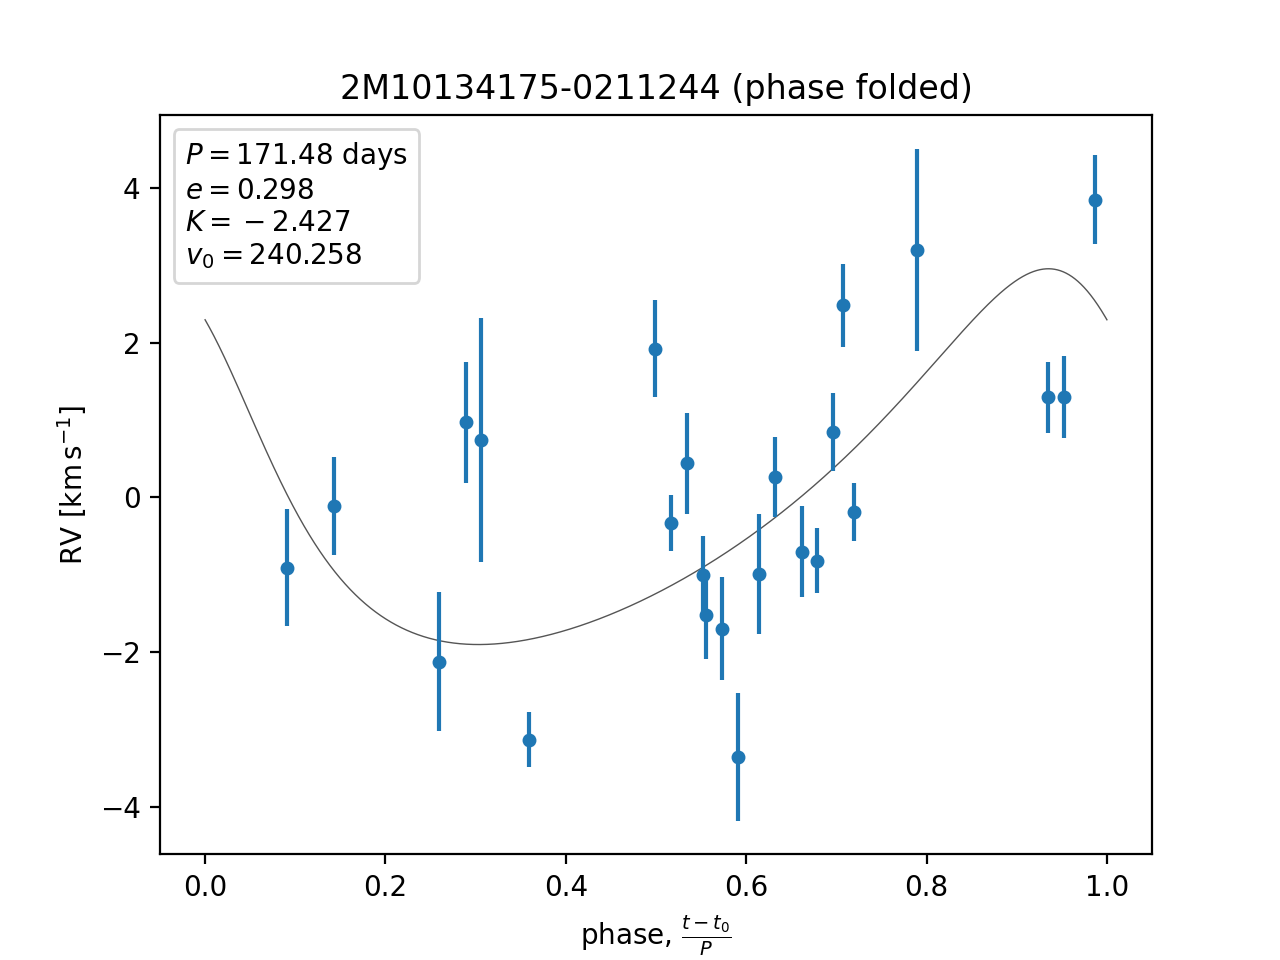 2M10134175-0211244 (phase folded)
P = 171.48 days
e = 0.298
K = −2.427
v₀ = 240.258
4
2
0
−2
−4
RV [km s⁻¹]
0.0 0.2 0.4 0.6 0.8 1.0
phase, (t − t₀)/P